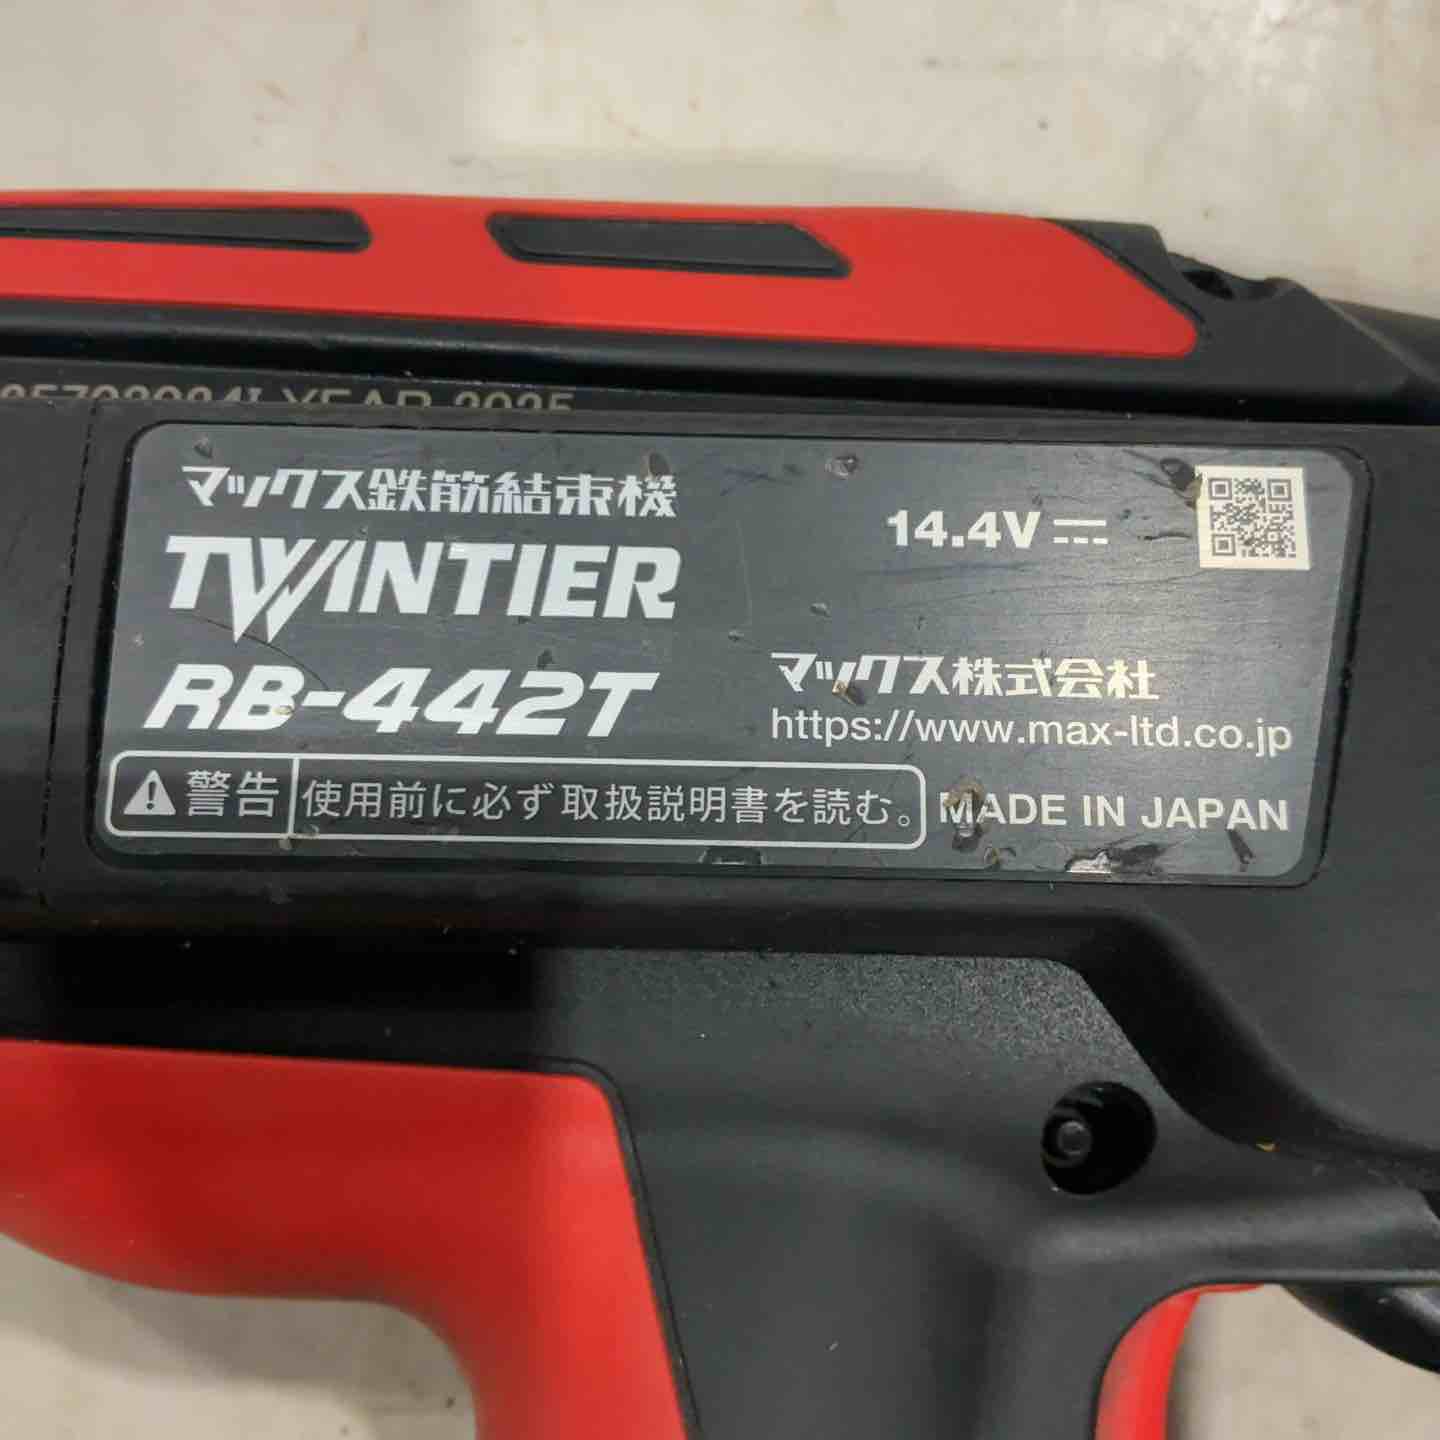 YEAR 2025
マックス鉄筋結束機
TWINTIER
RB-442T
14.4V
マックス株式会社
https://www.max-ltd.co.jp
警告 使用前に必ず取扱説明書を読む。
MADE IN JAPAN